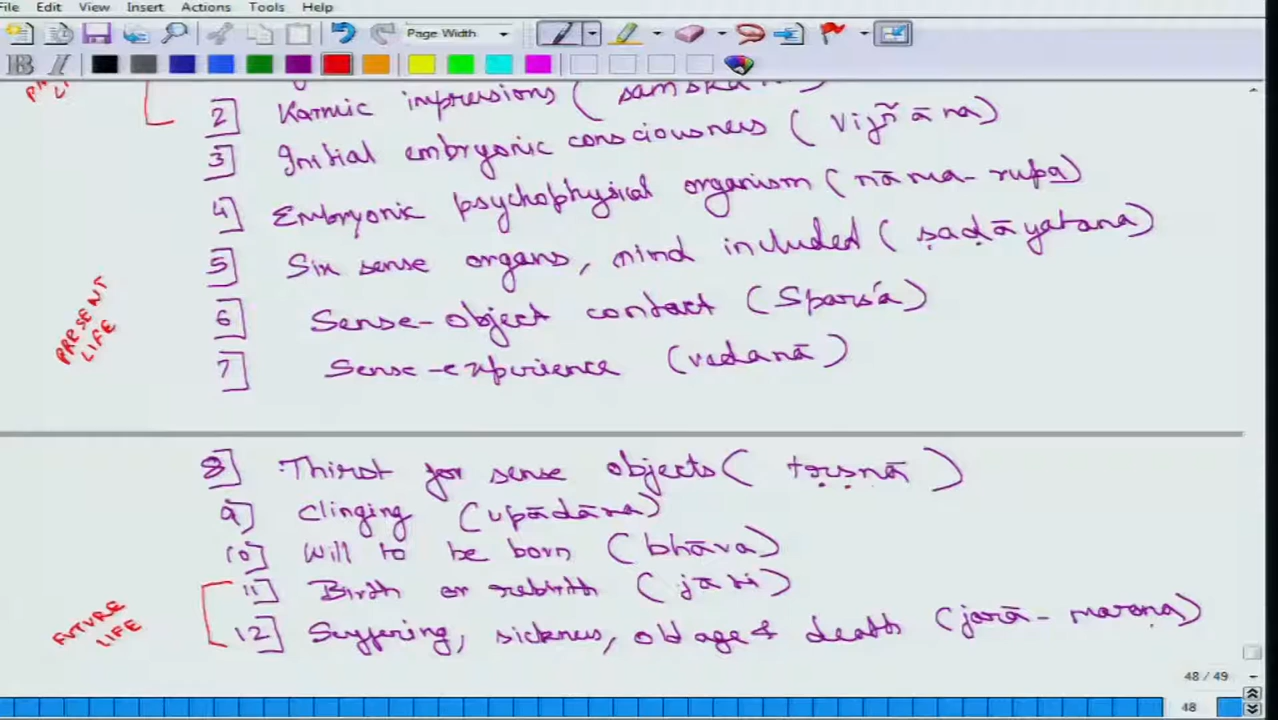 File Edit View Insert Actions Tools Help
Page Width
2] Karmic impressions (
3] Initial embryonic consciousness (vijñāna)
4] Embryonic psychophysical organism (nāma-rupa)
5] Six sense organs, mind included (ṣaḍāyatana)
PRESENT
LIFE
6] Sense-object contact (Sparśa)
7] Sense-experience (vedanā)
8] Thirst for sense objects (tṛṣnā)
9] Clinging (upādāna)
10] Will to be born (bhāva)
11] Birth or rebirth (jāti)
FUTURE
LIFE
12] Suffering, sickness, old age & death (jarā-maraṇa)
48 / 49
48